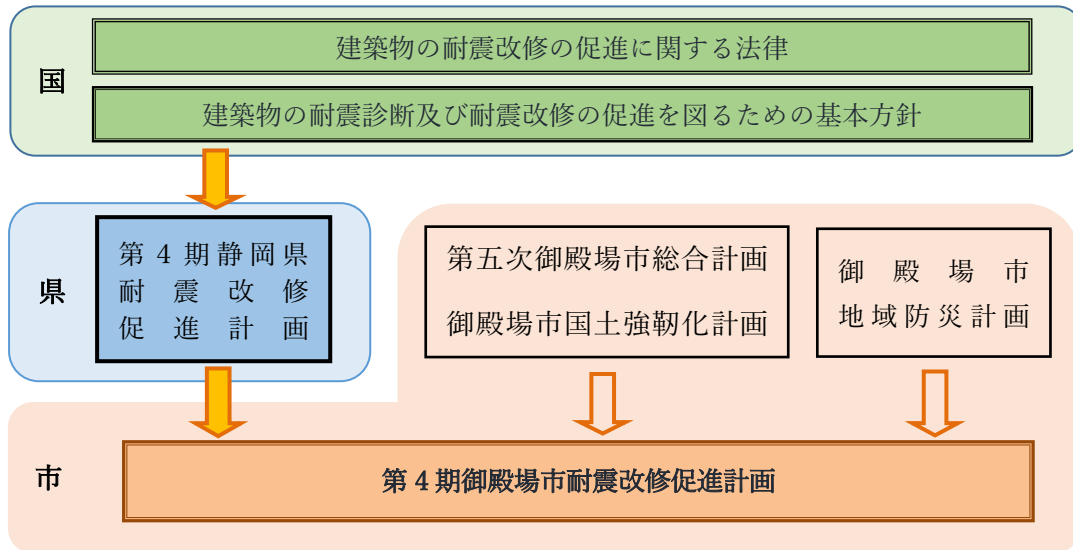 国
建築物の耐震改修の促進に関する法律
建築物の耐震診断及び耐震改修の促進を図るための基本方針
県
第4期静岡県
耐震改修
促進計画
第五次御殿場市総合計画
御殿場市国土強靭化計画
御殿場市
地域防災計画
市
第4期御殿場市耐震改修促進計画